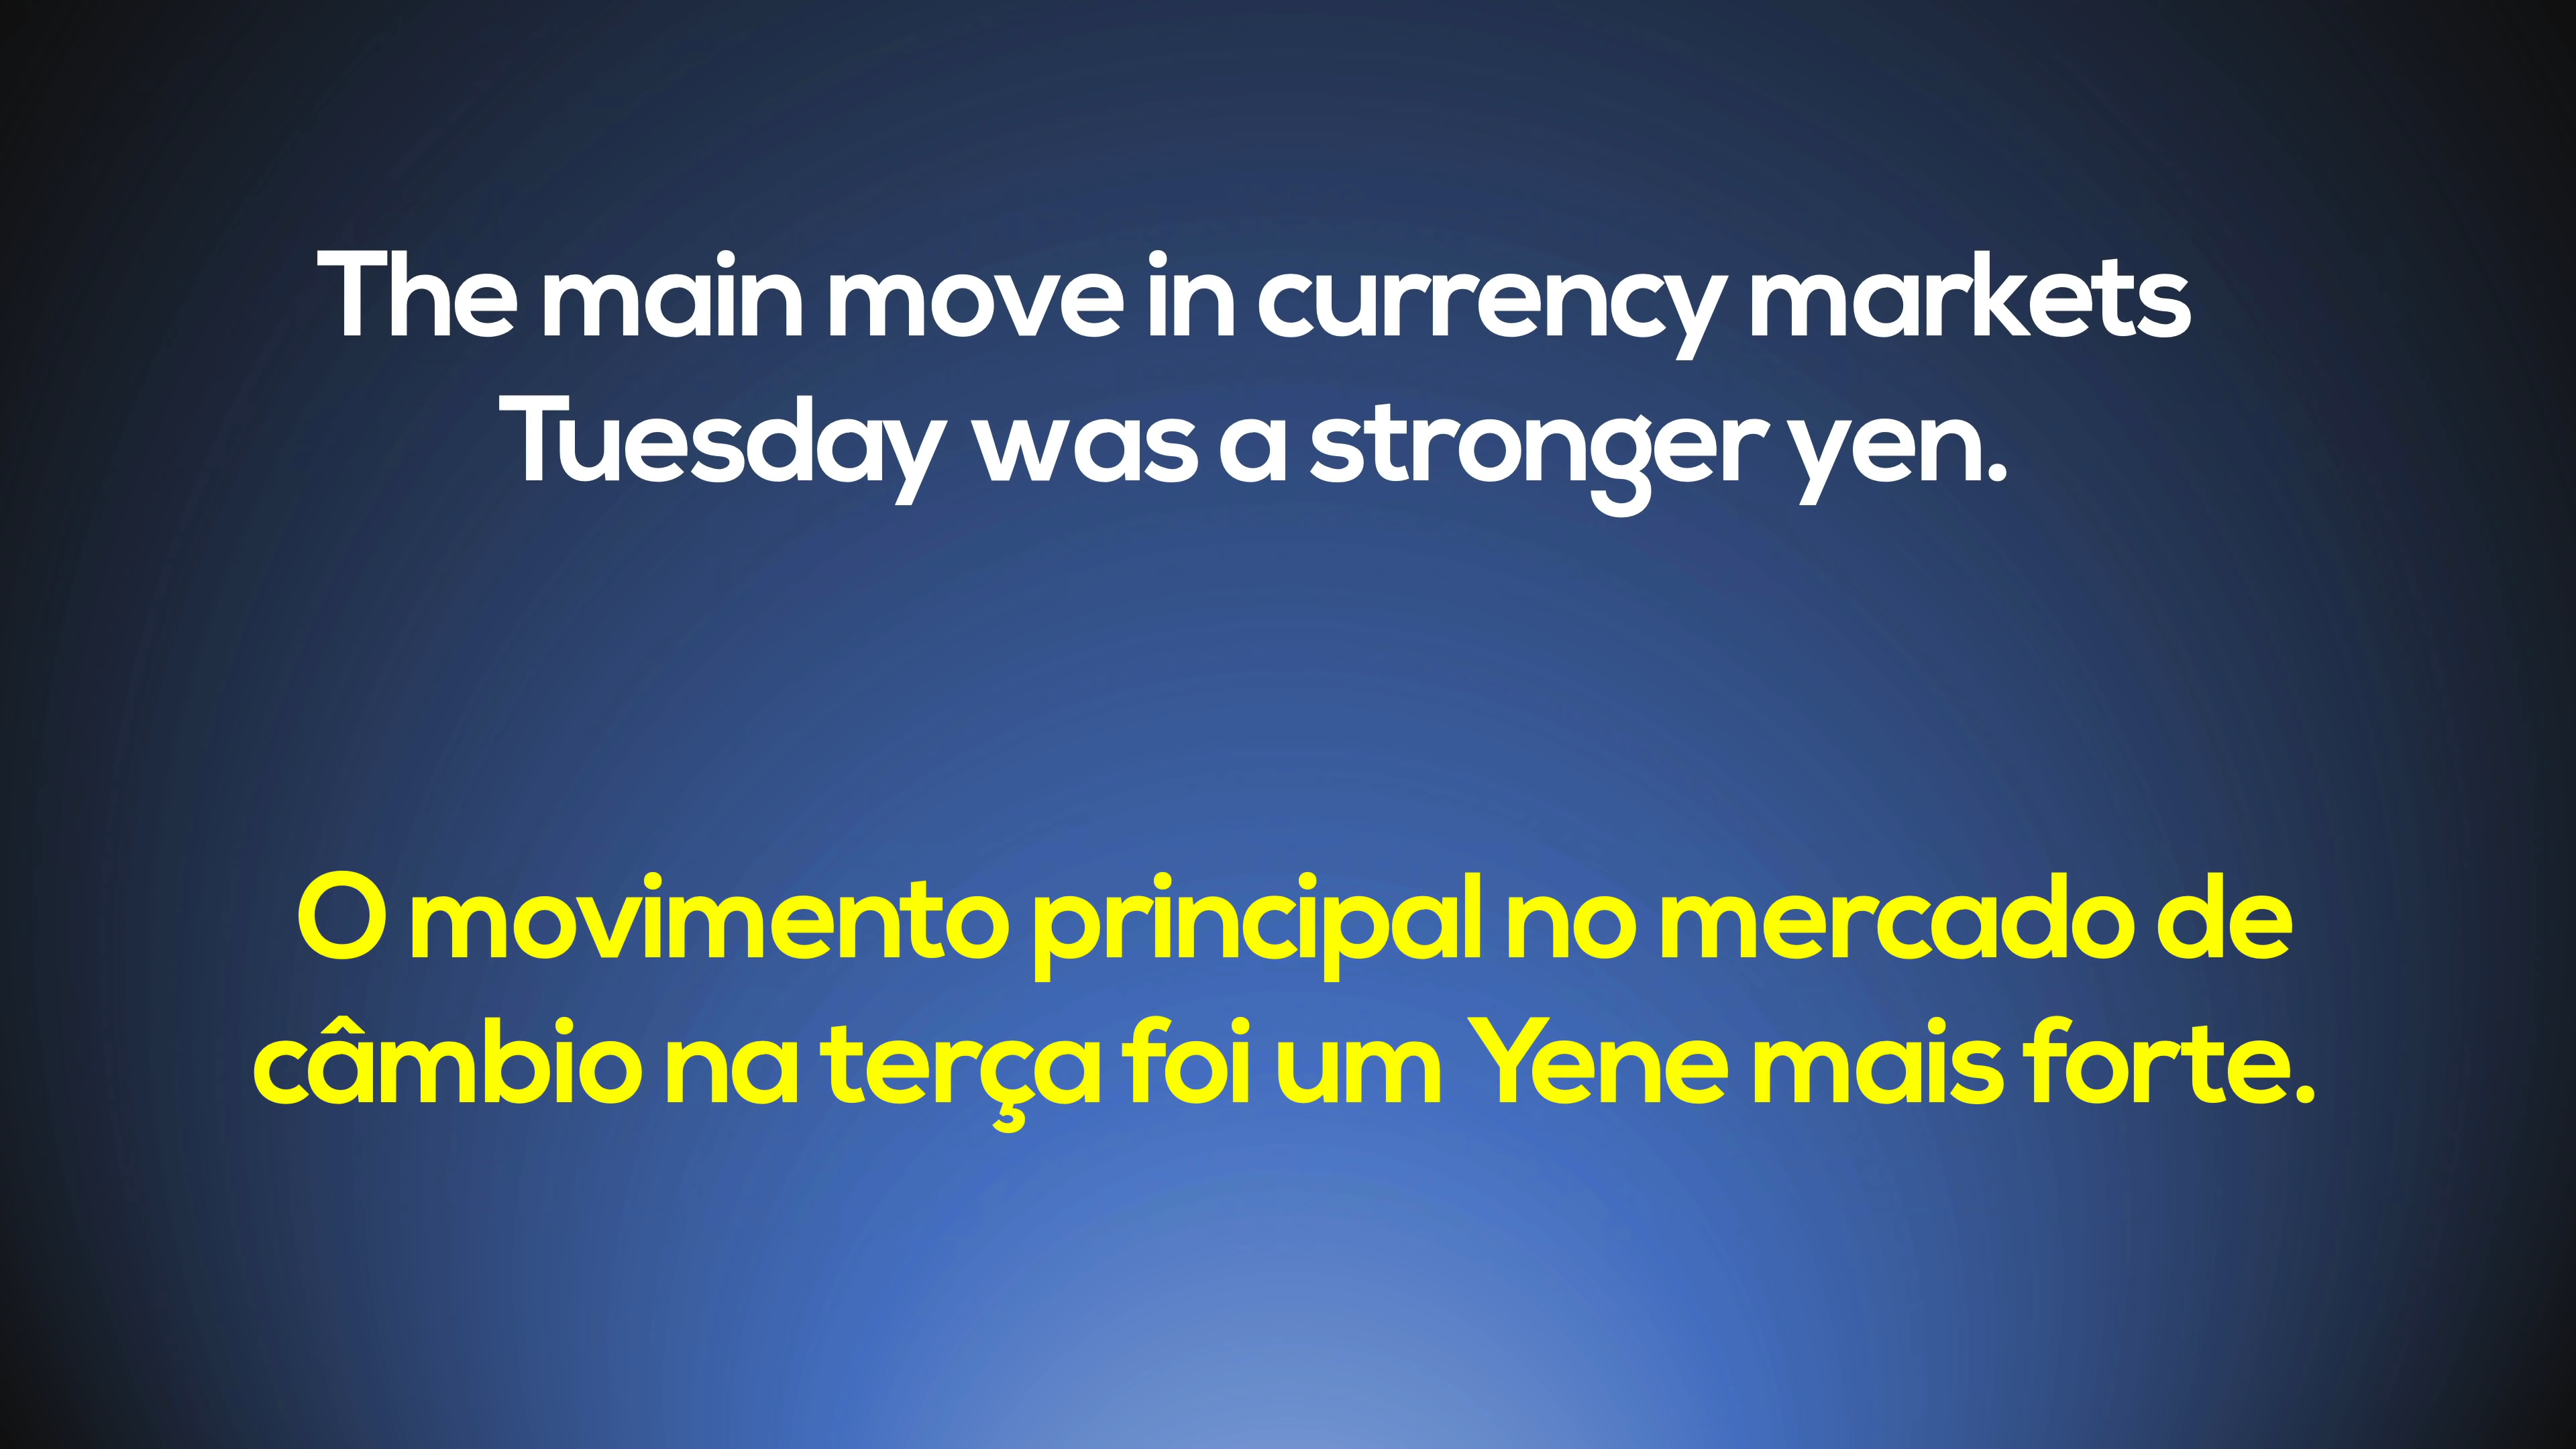 The main move in currency markets
Tuesday was a stronger yen.
O movimento principal no mercado de
câmbio na terça foi um Yene mais forte.